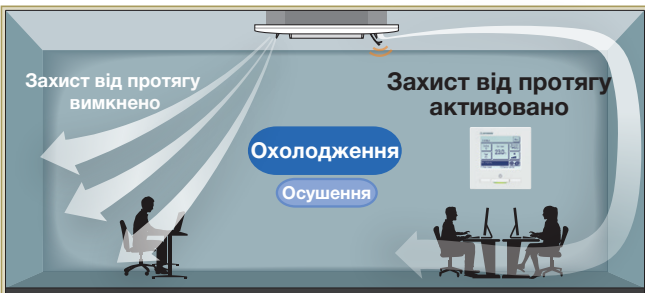 Захист від протягу
вимкнено
Захист від протягу
активовано
Охолодження
Осушення